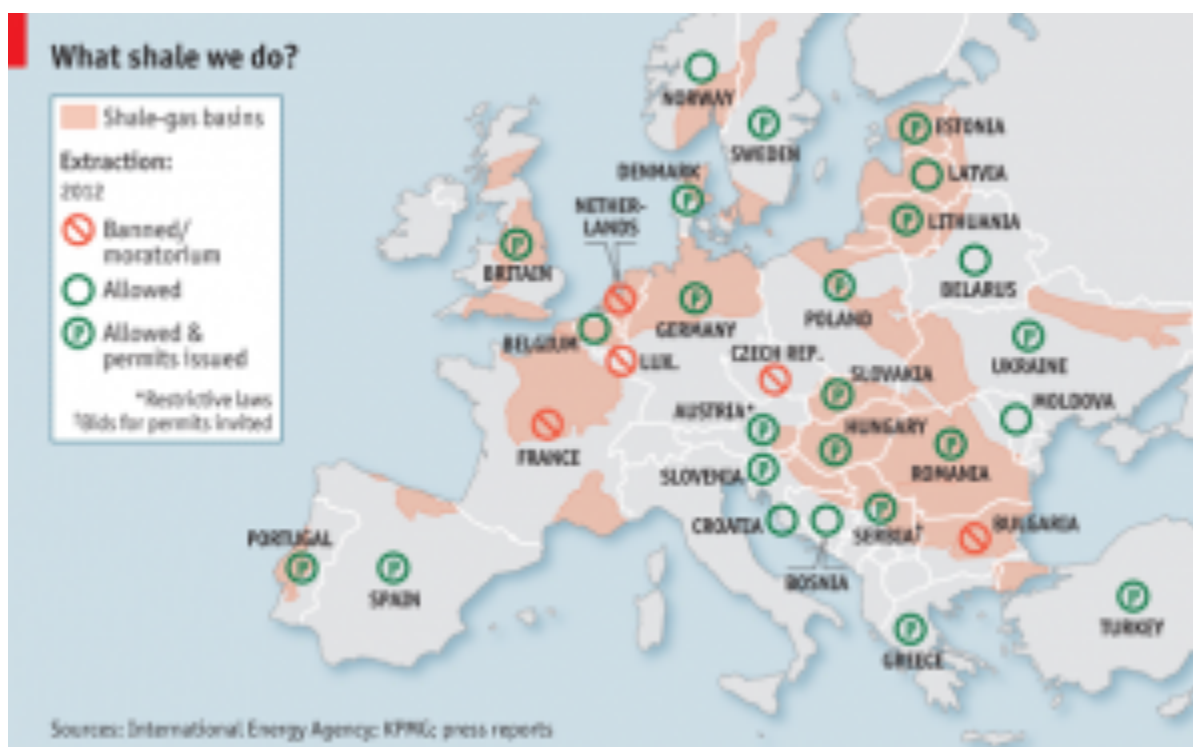 What shale we do?
Shale-gas basins
Extraction:
2012
Banned/
moratorium
Allowed
P Allowed &
permits issued
*Restrictive laws
†Bids for permits invited
NORWAY
P
SWEDEN
P ESTONIA
LATVIA
P LITHUANIA
DENMARK
P
NETHER-
LANDS
P
BRITAIN
BELARUS
P
GERMANY
P
POLAND
BELGIUM
LUX.
CZECH REP.
P
UKRAINE
SLOVAKIA
P
MOLDOVA
AUSTRIA*
P
HUNGARY
P
P
ROMANIA
FRANCE
SLOVENIA P
CROATIA
BOSNIA
P
SERBIA†
BULGARIA
PORTUGAL
P
P
SPAIN
P
GREECE
P
TURKEY
Sources: International Energy Agency; KPMG; press reports